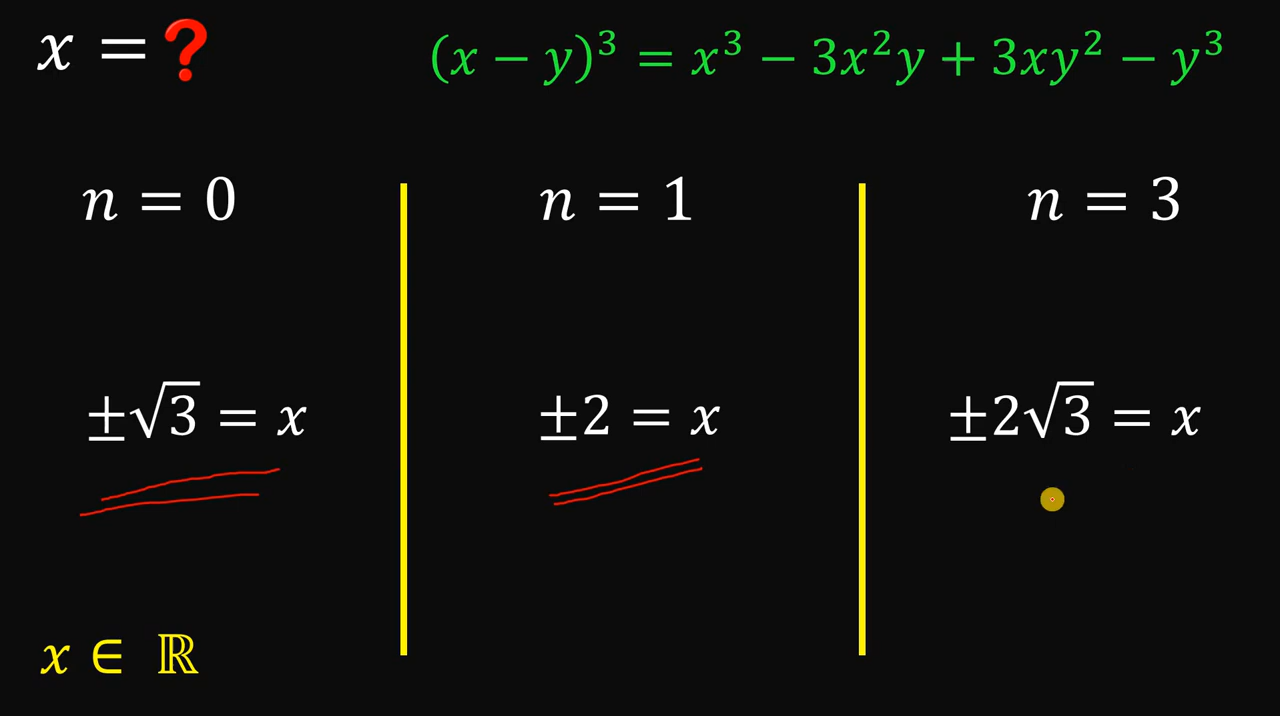 x = ❓
(x − y)³ = x³ − 3x²y + 3xy² − y³
n = 0
n = 1
n = 3
±√3 = x
±2 = x
±2√3 = x
x ∈ ℝ